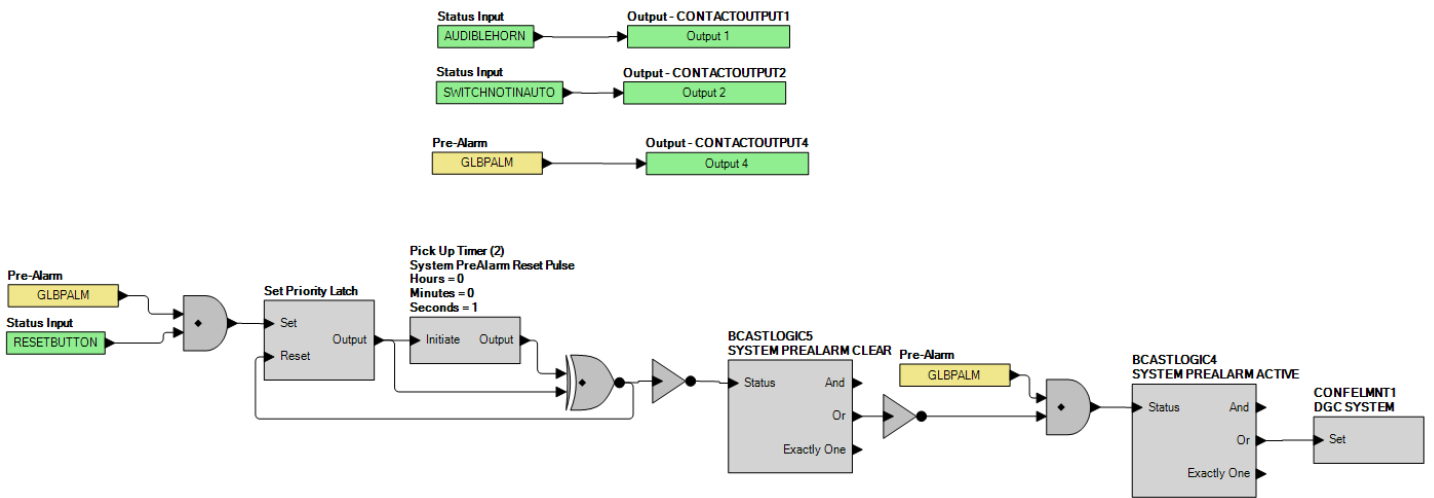 Status Input
AUDIBLEHORN
Output - CONTACTOUTPUT1
Output 1
Status Input
SWITCHNOTINAUTO
Output - CONTACTOUTPUT2
Output 2
Pre-Alarm
GLBPALM
Output - CONTACTOUTPUT4
Output 4
Pre-Alarm
GLBPALM
Status Input
RESETBUTTON
Set Priority Latch
Set
Output
Reset
Pick Up Timer (2)
System PreAlarm Reset Pulse
Hours = 0
Minutes = 0
Seconds = 1
Initiate
Output
BCASTLOGIC5
SYSTEM PREALARM CLEAR
Status
And
Or
Exactly One
Pre-Alarm
GLBPALM
BCASTLOGIC4
SYSTEM PREALARM ACTIVE
Status
And
Or
Exactly One
CONFELMNT1
DGC SYSTEM
Set